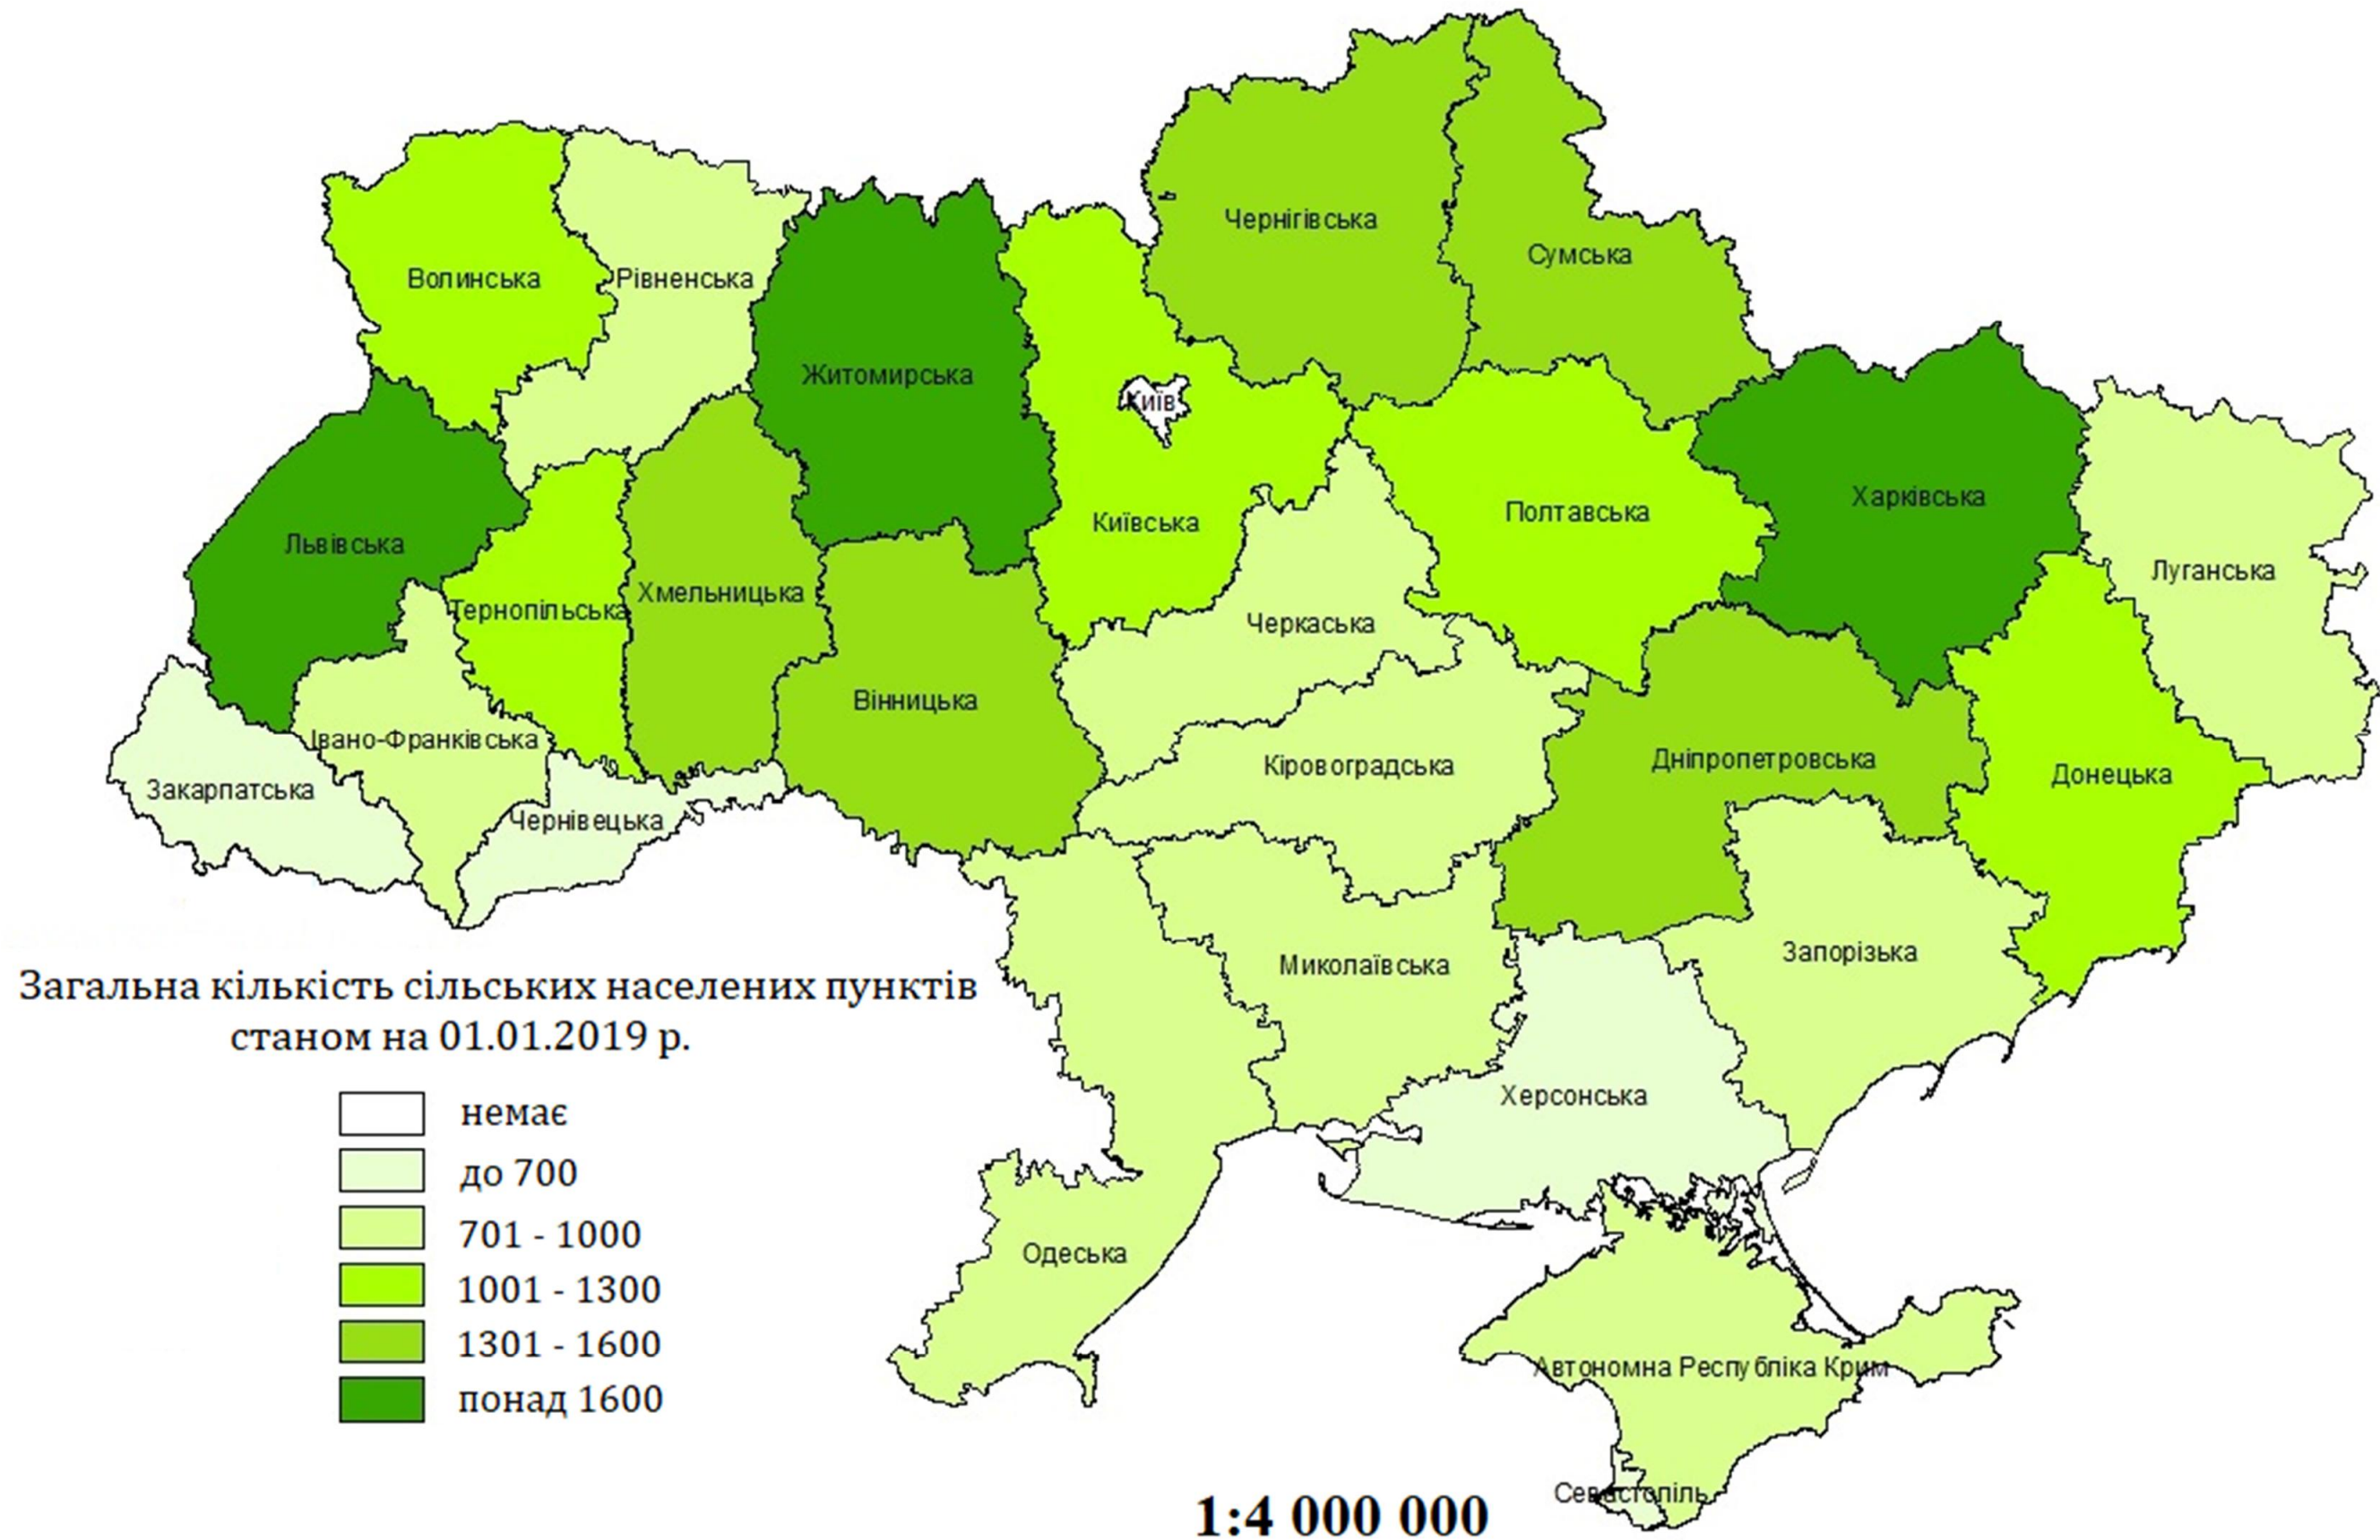 Чернігівська
Сумська
Волинська
Рівненська
Житомирська
Київ
Харківська
Полтавська
Київська
Львівська
Луганська
Тернопільська
Хмельницька
Черкаська
Вінницька
Івано-Франківська
Кіровоградська
Дніпропетровська
Донецька
Закарпатська
Чернівецька
Миколаївська
Запорізька
Херсонська
Одеська
Автономна Республіка Крим
Севастопіль
Загальна кількість сільських населених пунктів
станом на 01.01.2019 р.
немає
до 700
701 - 1000
1001 - 1300
1301 - 1600
понад 1600
1:4 000 000